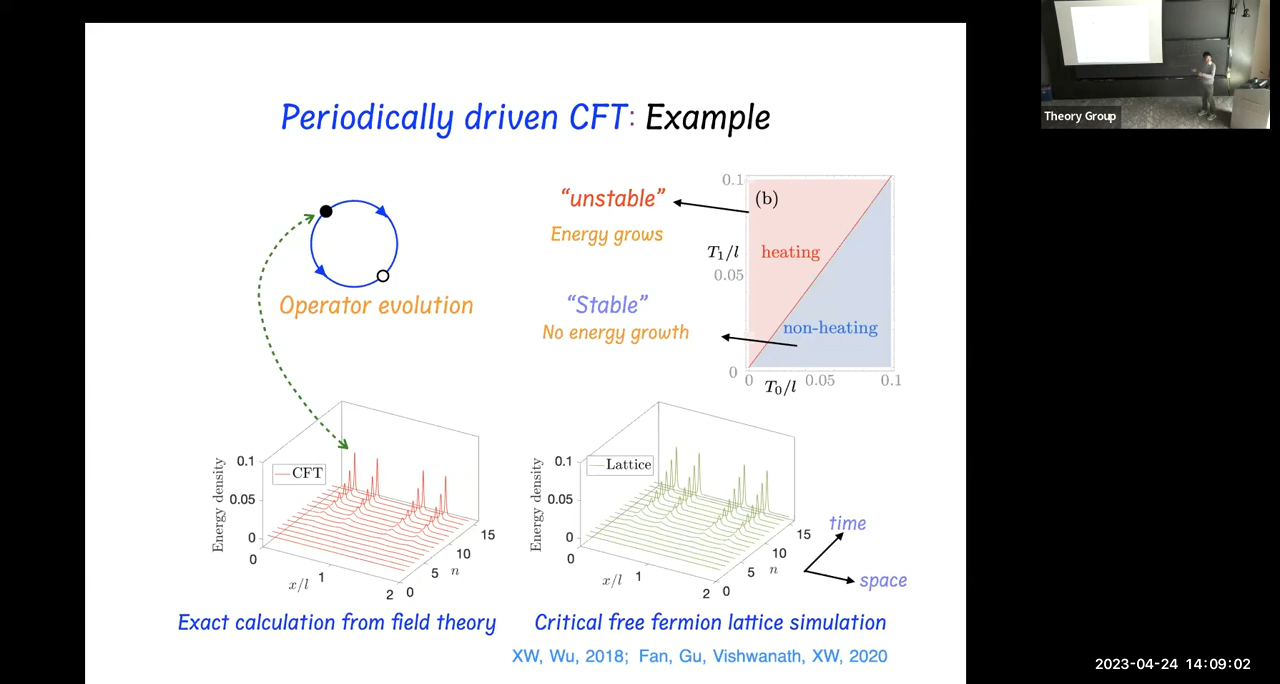 Periodically driven CFT: Example
Theory Group
“unstable”
Energy grows
“Stable”
No energy growth
Operator evolution
0.1
(b)
T₁/l
heating
0.05
non-heating
0
0
T₀/l
0.05
0.1
0.1
CFT
Energy density
0.05
0
0
x/l
1
2
0
5
n
10
15
0.1
Lattice
Energy density
0.05
0
0
x/l
1
2
0
5
n
10
15
time
space
Exact calculation from field theory
Critical free fermion lattice simulation
XW, Wu, 2018; Fan, Gu, Vishwanath, XW, 2020
2023-04-24 14:09:02